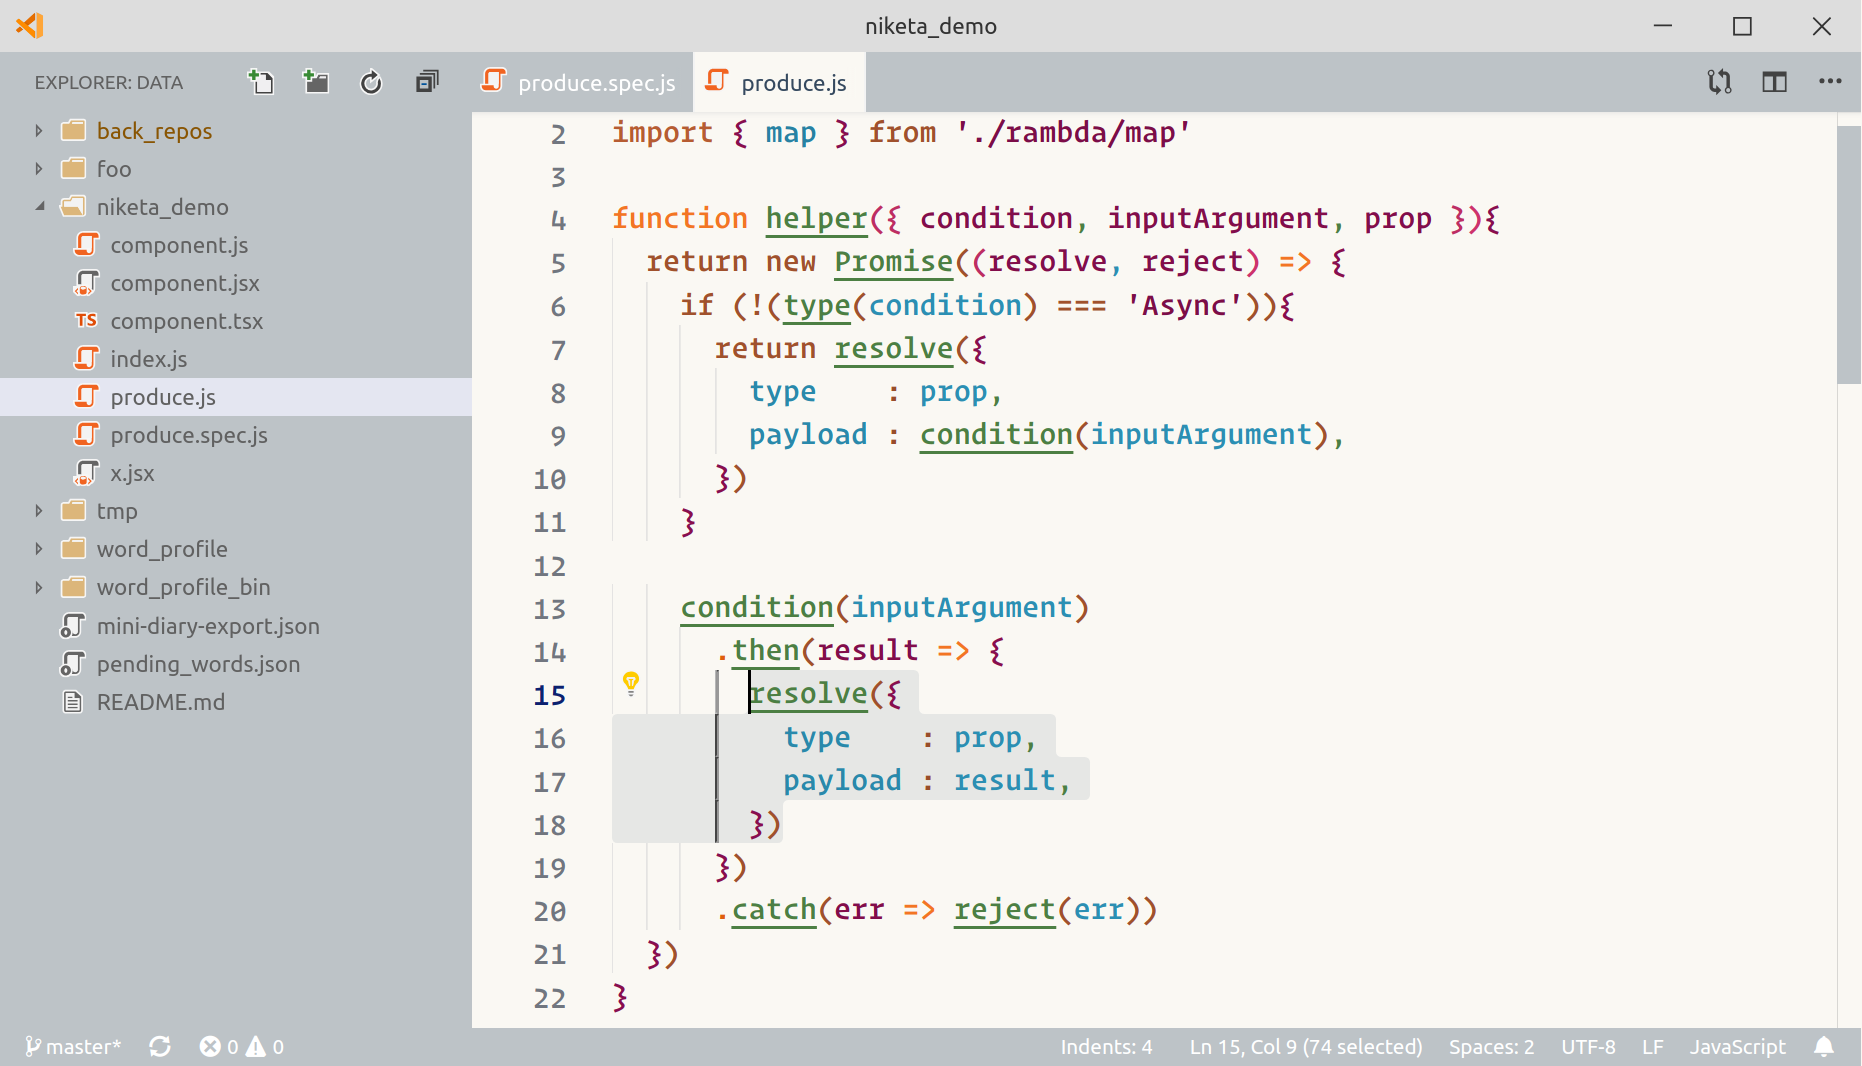 niketa_demo
EXPLORER: DATA
produce.spec.js
produce.js
back_repos
foo
niketa_demo
component.js
component.jsx
TS component.tsx
index.js
produce.js
produce.spec.js
x.jsx
tmp
word_profile
word_profile_bin
mini-diary-export.json
pending_words.json
README.md
2 import { map } from './rambda/map'
3
4 function helper({ condition, inputArgument, prop }){
5   return new Promise((resolve, reject) => {
6     if (!(type(condition) === 'Async')){
7       return resolve({
8         type    : prop,
9         payload : condition(inputArgument),
10       })
11     }
12
13     condition(inputArgument)
14       .then(result => {
15         resolve({
16           type    : prop,
17           payload : result,
18         })
19       })
20       .catch(err => reject(err))
21   })
22 }
master* 0 0
Indents: 4 Ln 15, Col 9 (74 selected) Spaces: 2 UTF-8 LF JavaScript